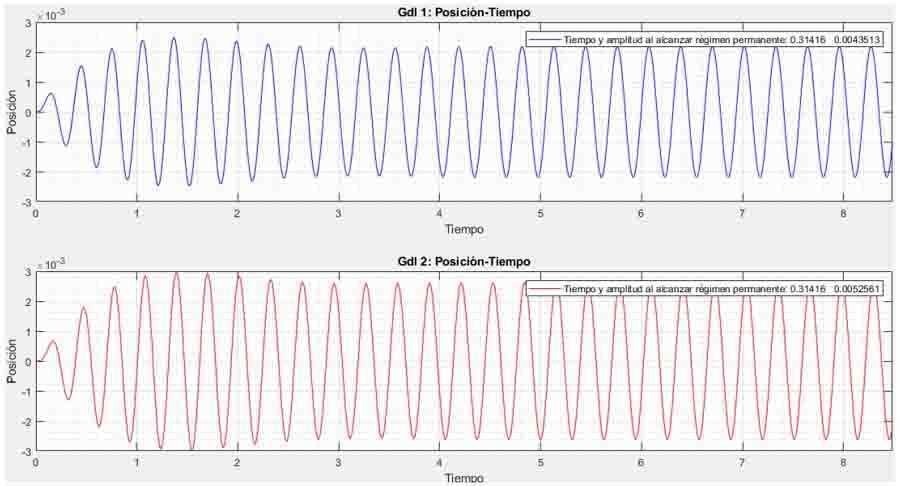 Gdl 1: Posición-Tiempo
×10⁻³
3
2
1
0
-1
-2
-3
Posición
Tiempo y amplitud al alcanzar régimen permanente: 0.31416 0.0043513
0 1 2 3 4 5 6 7 8
Tiempo
Gdl 2: Posición-Tiempo
×10⁻³
3
2
1
0
-1
-2
-3
Posición
Tiempo y amplitud al alcanzar régimen permanente: 0.31416 0.0052561
0 1 2 3 4 5 6 7 8
Tiempo